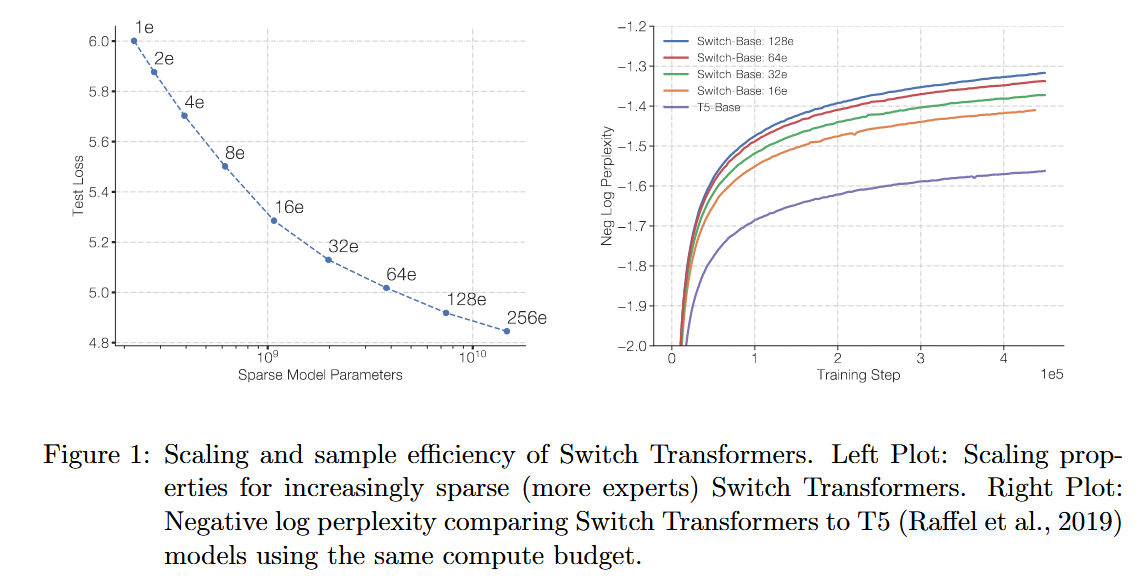 1e
2e
4e
8e
16e
32e
64e
128e
256e
6.0
5.8
5.6
5.4
5.2
5.0
4.8
Test Loss
10⁹
10¹⁰
Sparse Model Parameters
−1.2
−1.3
−1.4
−1.5
−1.6
−1.7
−1.8
−1.9
−2.0
Neg Log Perplexity
Switch-Base: 128e
Switch-Base: 64e
Switch Base: 32e
Switch-Base: 16e
T5-Base
0
1
2
3
4
1e5
Training Step
Figure 1: Scaling and sample efficiency of Switch Transformers. Left Plot: Scaling prop-
erties for increasingly sparse (more experts) Switch Transformers. Right Plot:
Negative log perplexity comparing Switch Transformers to T5 (Raffel et al., 2019)
models using the same compute budget.